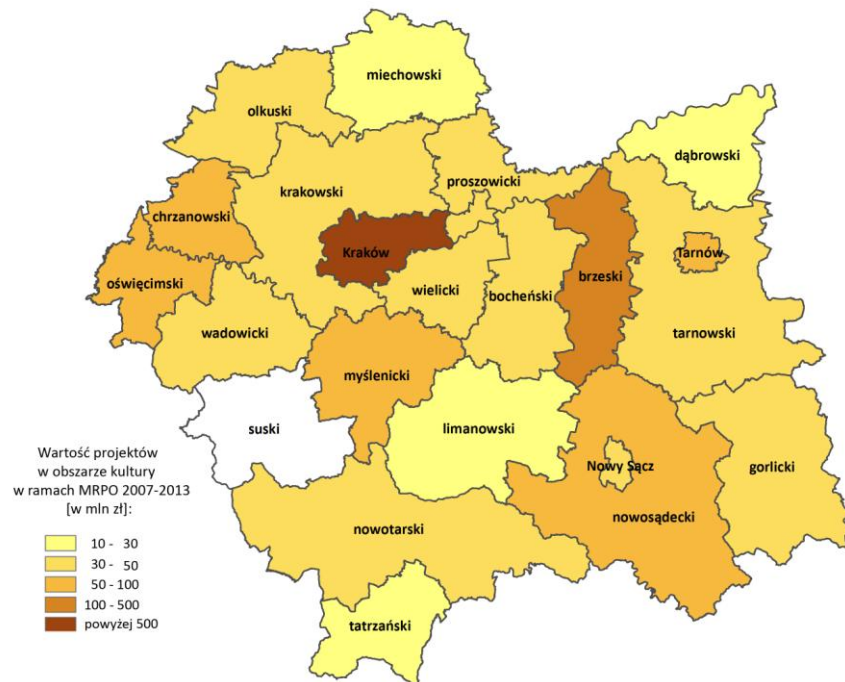 miechowski
olkuski
dąbrowski
proszowicki
krakowski
chrzanowski
Kraków
Tarnów
brzeski
oświęcimski
wielicki
bocheński
wadowicki
tarnowski
myślenicki
suski
limanowski
Nowy Sącz
gorlicki
nowosądecki
nowotarski
tatrzański
Wartość projektów
w obszarze kultury
w ramach MRPO 2007-2013
[w mln zł]:
10 - 30
30 - 50
50 - 100
100 - 500
powyżej 500